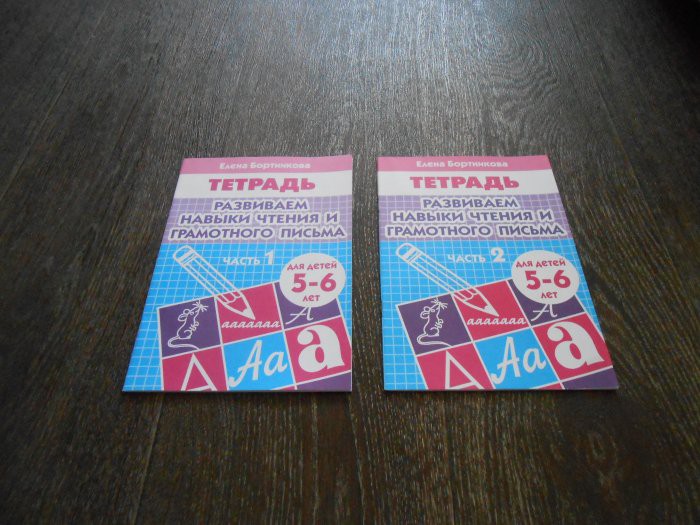 Елена Бортникова
ТЕТРАДЬ
РАЗВИВАЕМ
НАВЫКИ ЧТЕНИЯ И
ГРАМОТНОГО ПИСЬМА
ЧАСТЬ 1
для детей
5-6
лет
А
ааааааа
А
Аа
а
Елена Бортникова
ТЕТРАДЬ
РАЗВИВАЕМ
НАВЫКИ ЧТЕНИЯ И
ГРАМОТНОГО ПИСЬМА
ЧАСТЬ 2
для детей
5-6
лет
А
ааааааа
А
Аа
а